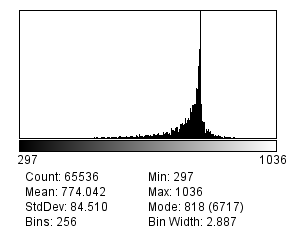 297 1036
Count: 65536 Min: 297
Mean: 774.042 Max: 1036
StdDev: 84.510 Mode: 818 (6717)
Bins: 256 Bin Width: 2.887